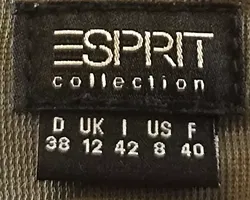 ESPRIT
collection
D UK I US F
38 12 42 8 40